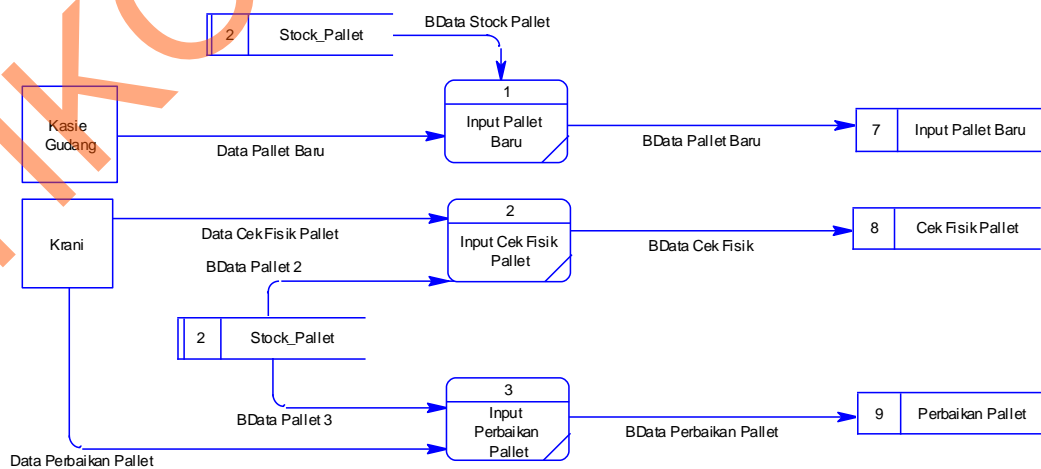 BData Stock Pallet
2 Stock_Pallet
1
Input Pallet
Baru
Kasie
Gudang
Data Pallet Baru
BData Pallet Baru
7 Input Pallet Baru
Krani
Data Cek Fisik Pallet
2
Input Cek Fisik
Pallet
BData Cek Fisik
8 Cek Fisik Pallet
BData Pallet 2
2 Stock_Pallet
BData Pallet 3
3
Input
Perbaikan
Pallet
BData Perbaikan Pallet
9 Perbaikan Pallet
Data Perbaikan Pallet